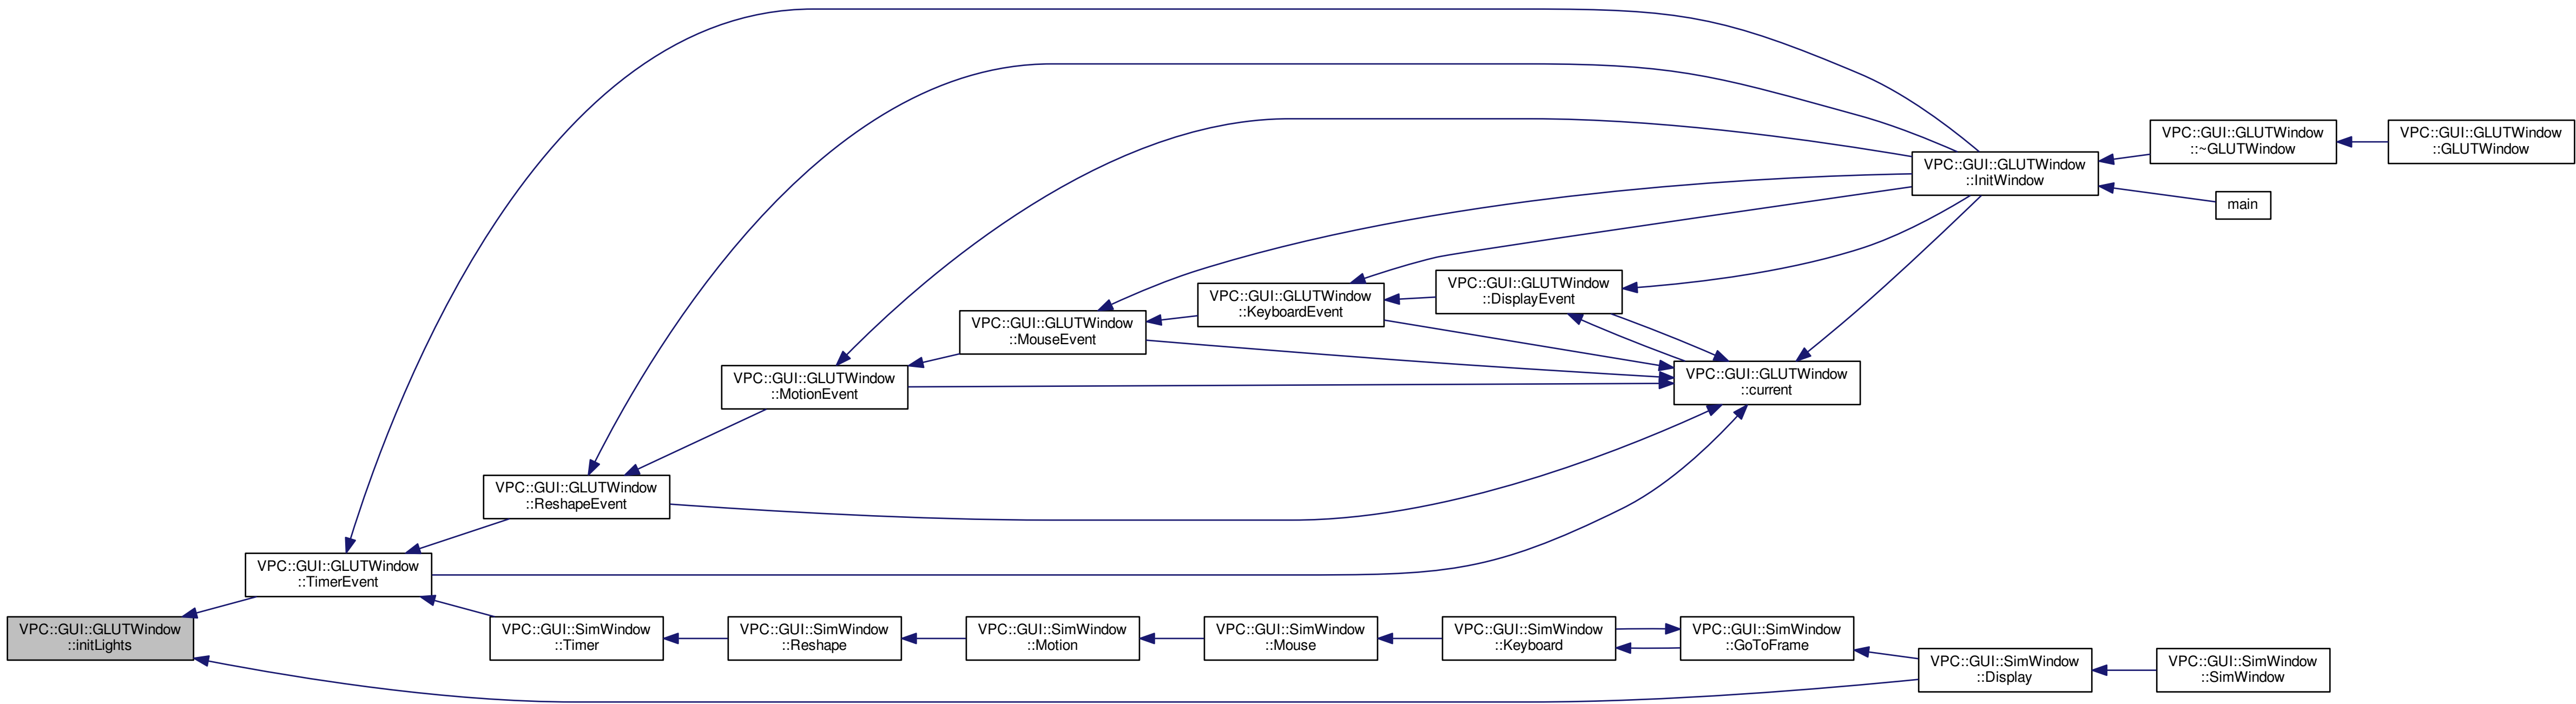 VPC::GUI::GLUTWindow
::initLights
VPC::GUI::GLUTWindow
::TimerEvent
VPC::GUI::GLUTWindow
::ReshapeEvent
VPC::GUI::GLUTWindow
::MotionEvent
VPC::GUI::GLUTWindow
::MouseEvent
VPC::GUI::GLUTWindow
::KeyboardEvent
VPC::GUI::GLUTWindow
::DisplayEvent
VPC::GUI::GLUTWindow
::current
VPC::GUI::GLUTWindow
::InitWindow
VPC::GUI::GLUTWindow
::~GLUTWindow
VPC::GUI::GLUTWindow
::GLUTWindow
main
VPC::GUI::SimWindow
::Timer
VPC::GUI::SimWindow
::Reshape
VPC::GUI::SimWindow
::Motion
VPC::GUI::SimWindow
::Mouse
VPC::GUI::SimWindow
::Keyboard
VPC::GUI::SimWindow
::GoToFrame
VPC::GUI::SimWindow
::Display
VPC::GUI::SimWindow
::SimWindow